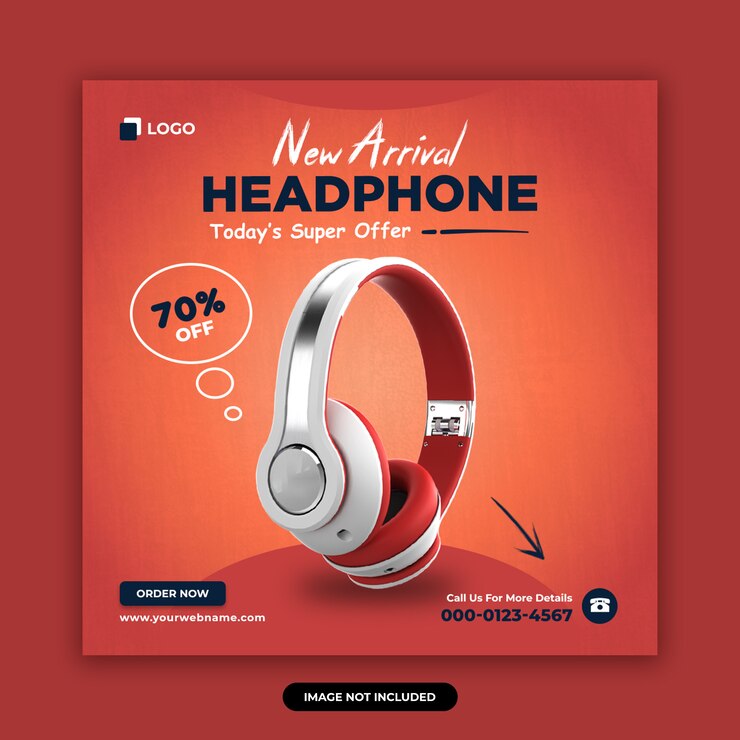 LOGO
New Arrival
HEADPHONE
Today's Super Offer
70%
OFF
ORDER NOW
www.yourwebname.com
Call Us For More Details
000-0123-4567
IMAGE NOT INCLUDED